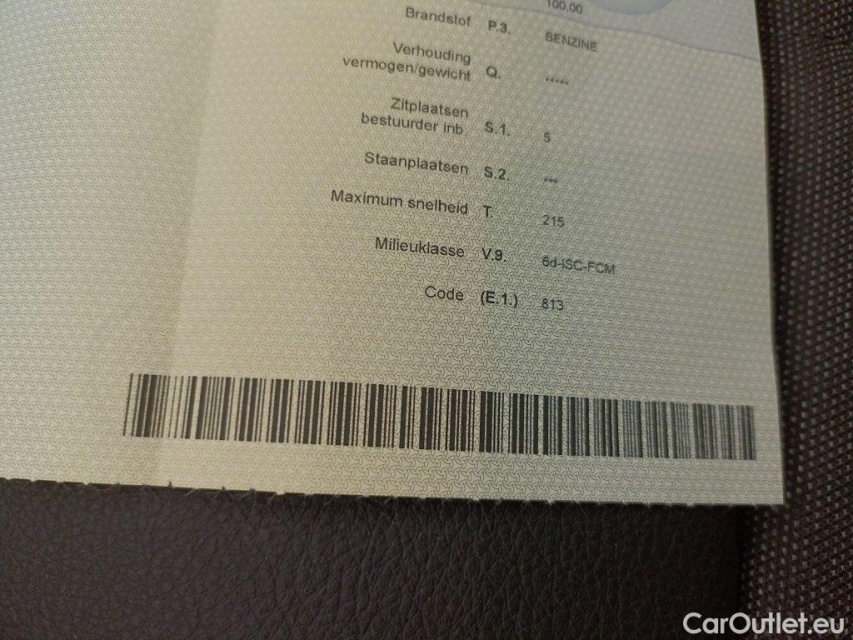 100,00
Brandstof P.3. BENZINE
Verhouding
vermogen/gewicht Q. *****
Zitplaatsen
bestuurder inb. S.1. 5
Staanplaatsen S.2. ***
Maximum snelheid T. 215
Milieuklasse V.9. 6d-ISC-FCM
Code (E.1.) 813
CarOutlet.eu